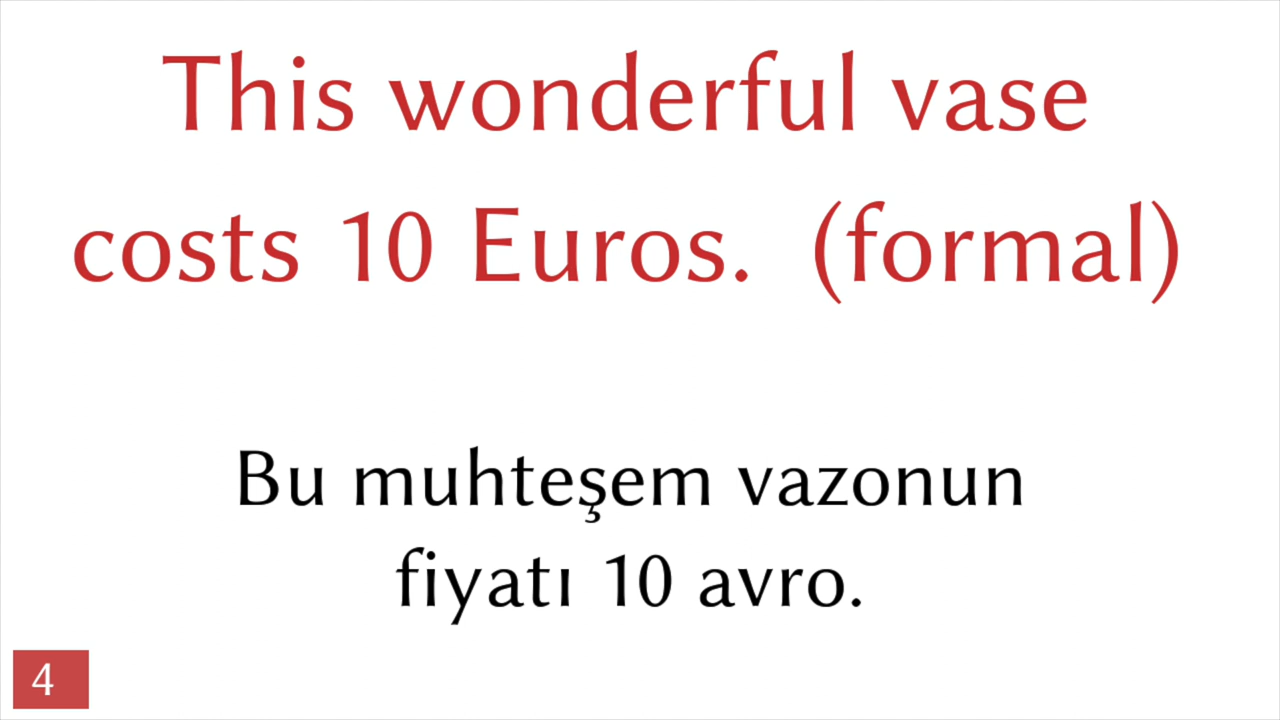 This wonderful vase
costs 10 Euros. (formal)
Bu muhteşem vazonun
fiyatı 10 avro.
4